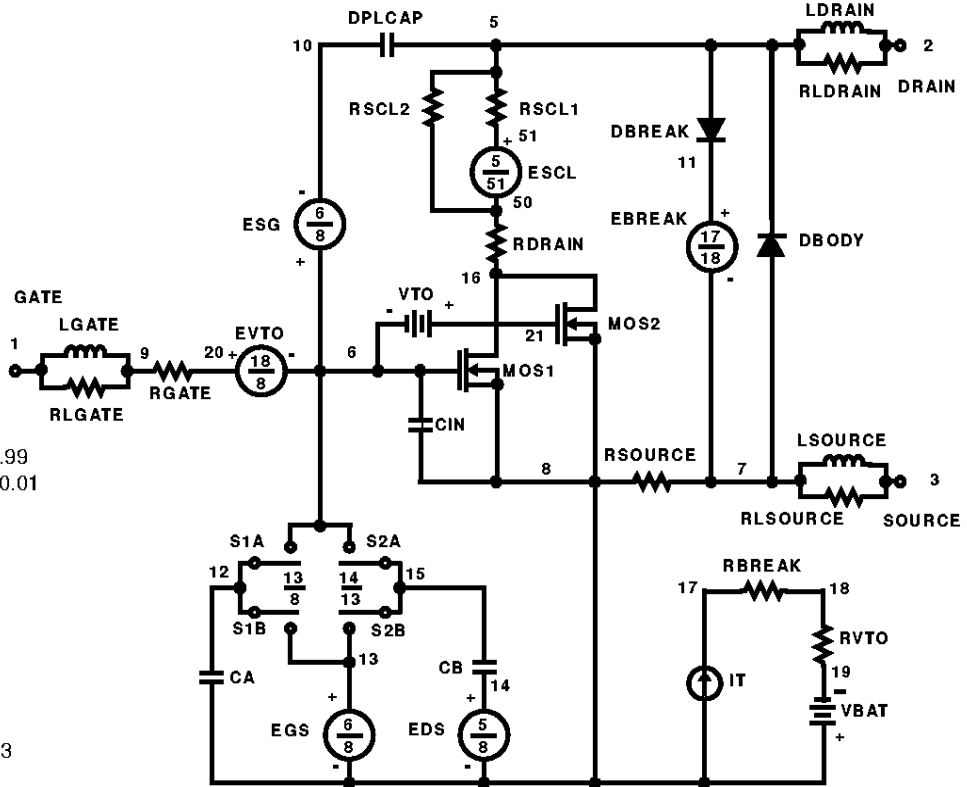 DPLCAP
5
LDRAIN
10
2
RLDRAIN
DRAIN
RSCL2
RSCL1
+ 51
DBREAK
11
5
51
ESCL
50
-
ESG
6
8
+
EBREAK
+
17
18
-
DBODY
RDRAIN
16
VTO
-
+
21
MOS2
GATE
LGATE
EVTO
1
9
20
+
18
8
-
6
MOS1
RLGATE
RGATE
CIN
.99
0.01
8
RSOURCE
7
LSOURCE
3
RLSOURCE
SOURCE
S1A
S2A
12
13
8
14
13
15
S1B
S2B
13
CA
CB
14
+
EGS
6
8
-
+
EDS
5
8
-
RBREAK
17
18
RVTO
19
IT
-
VBAT
+
3